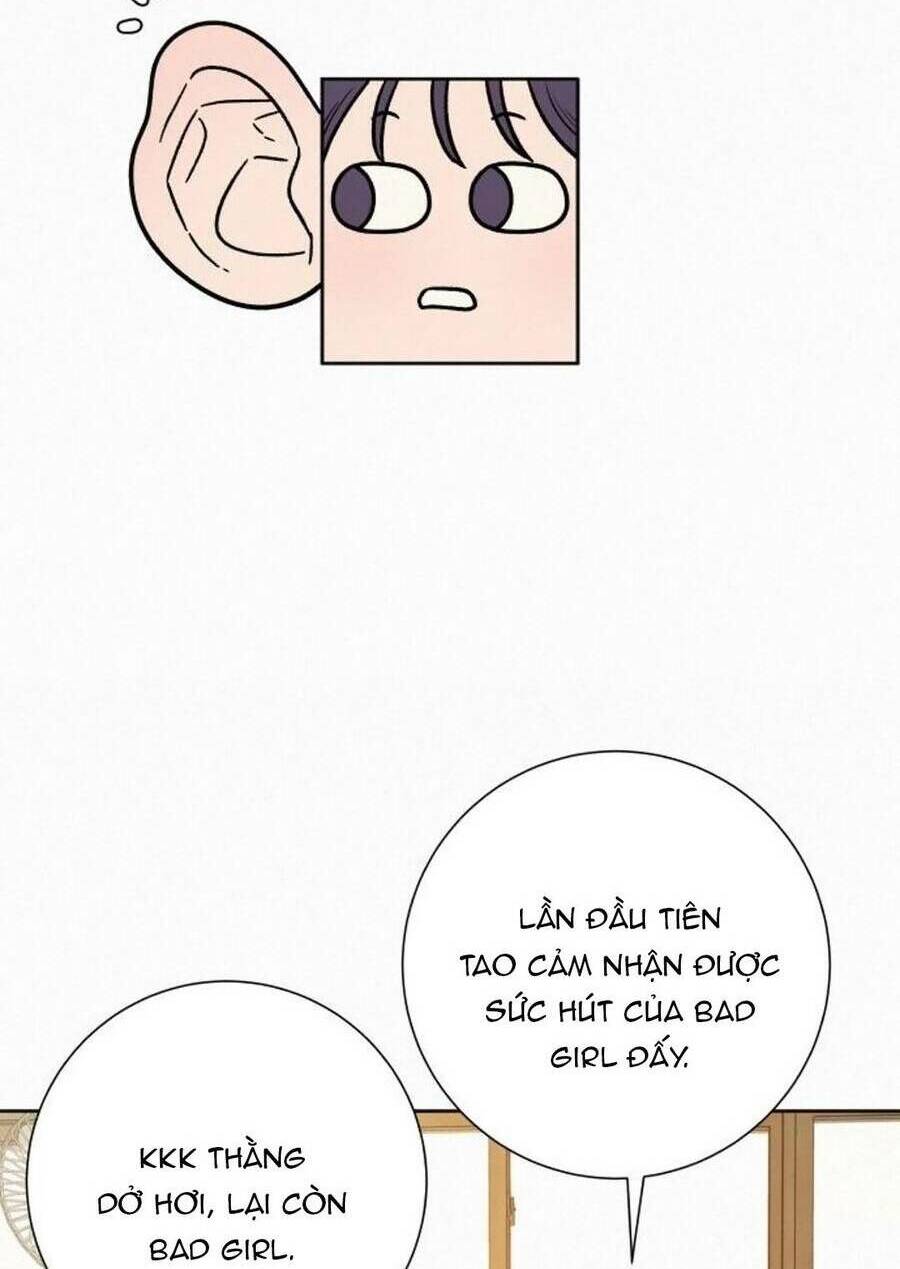 LẦN ĐẦU TIÊN
TAO CẢM NHẬN ĐƯỢC
SỨC HÚT CỦA BAD
GIRL ĐẤY.
KKK THẰNG
DỞ HƠI, LẠI CÒN
BAD GIRL.